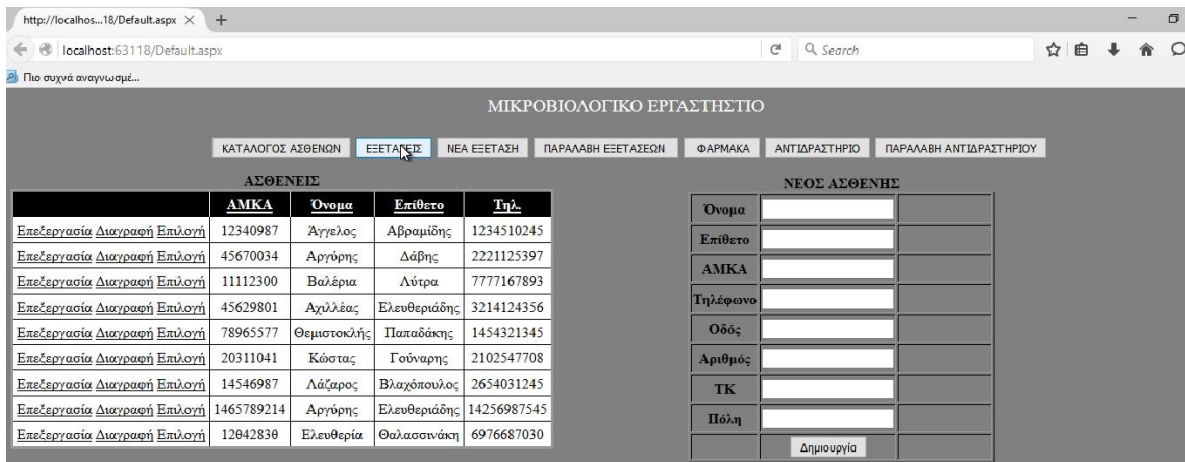 http://localhos...18/Default.aspx
localhost:63118/Default.aspx
Search
Πιο συχνά αναγνωσμέ...
ΜΙΚΡΟΒΙΟΛΟΓΙΚΟ ΕΡΓΑΣΤΗΣΤΙΟ
ΚΑΤΑΛΟΓΟΣ ΑΣΘΕΝΩΝ ΕΞΕΤΑΣΕΙΣ ΝΕΑ ΕΞΕΤΑΣΗ ΠΑΡΑΛΑΒΗ ΕΞΕΤΑΣΕΩΝ ΦΑΡΜΑΚΑ ΑΝΤΙΔΡΑΣΤΗΡΙΟ ΠΑΡΑΛΑΒΗ ΑΝΤΙΔΡΑΣΤΗΡΙΟΥ
ΑΣΘΕΝΕΙΣ
ΑΜΚΑ Όνομα Επίθετο Τηλ.
Επεξεργασία Διαγραφή Επιλογή 12340987 Άγγελος Αβραμίδης 1234510245
Επεξεργασία Διαγραφή Επιλογή 45670034 Αργύρης Δάβης 2221125397
Επεξεργασία Διαγραφή Επιλογή 11112300 Βαλέρια Λύτρα 7777167893
Επεξεργασία Διαγραφή Επιλογή 45629801 Αχιλλέας Ελευθεριάδης 3214124356
Επεξεργασία Διαγραφή Επιλογή 78965577 Θεμιστοκλής Παπαδάκης 1454321345
Επεξεργασία Διαγραφή Επιλογή 20311041 Κώστας Γούναρης 2102547708
Επεξεργασία Διαγραφή Επιλογή 14546987 Λάζαρος Βλαχόπουλος 2654031245
Επεξεργασία Διαγραφή Επιλογή 1465789214 Αργύρης Ελευθεριάδης 14256987545
Επεξεργασία Διαγραφή Επιλογή 12042830 Ελευθερία Θαλασσινάκη 6976687030
ΝΕΟΣ ΑΣΘΕΝΗΣ
Όνομα
Επίθετο
ΑΜΚΑ
Τηλέφωνο
Οδός
Αριθμός
ΤΚ
Πόλη
Δημιουργία